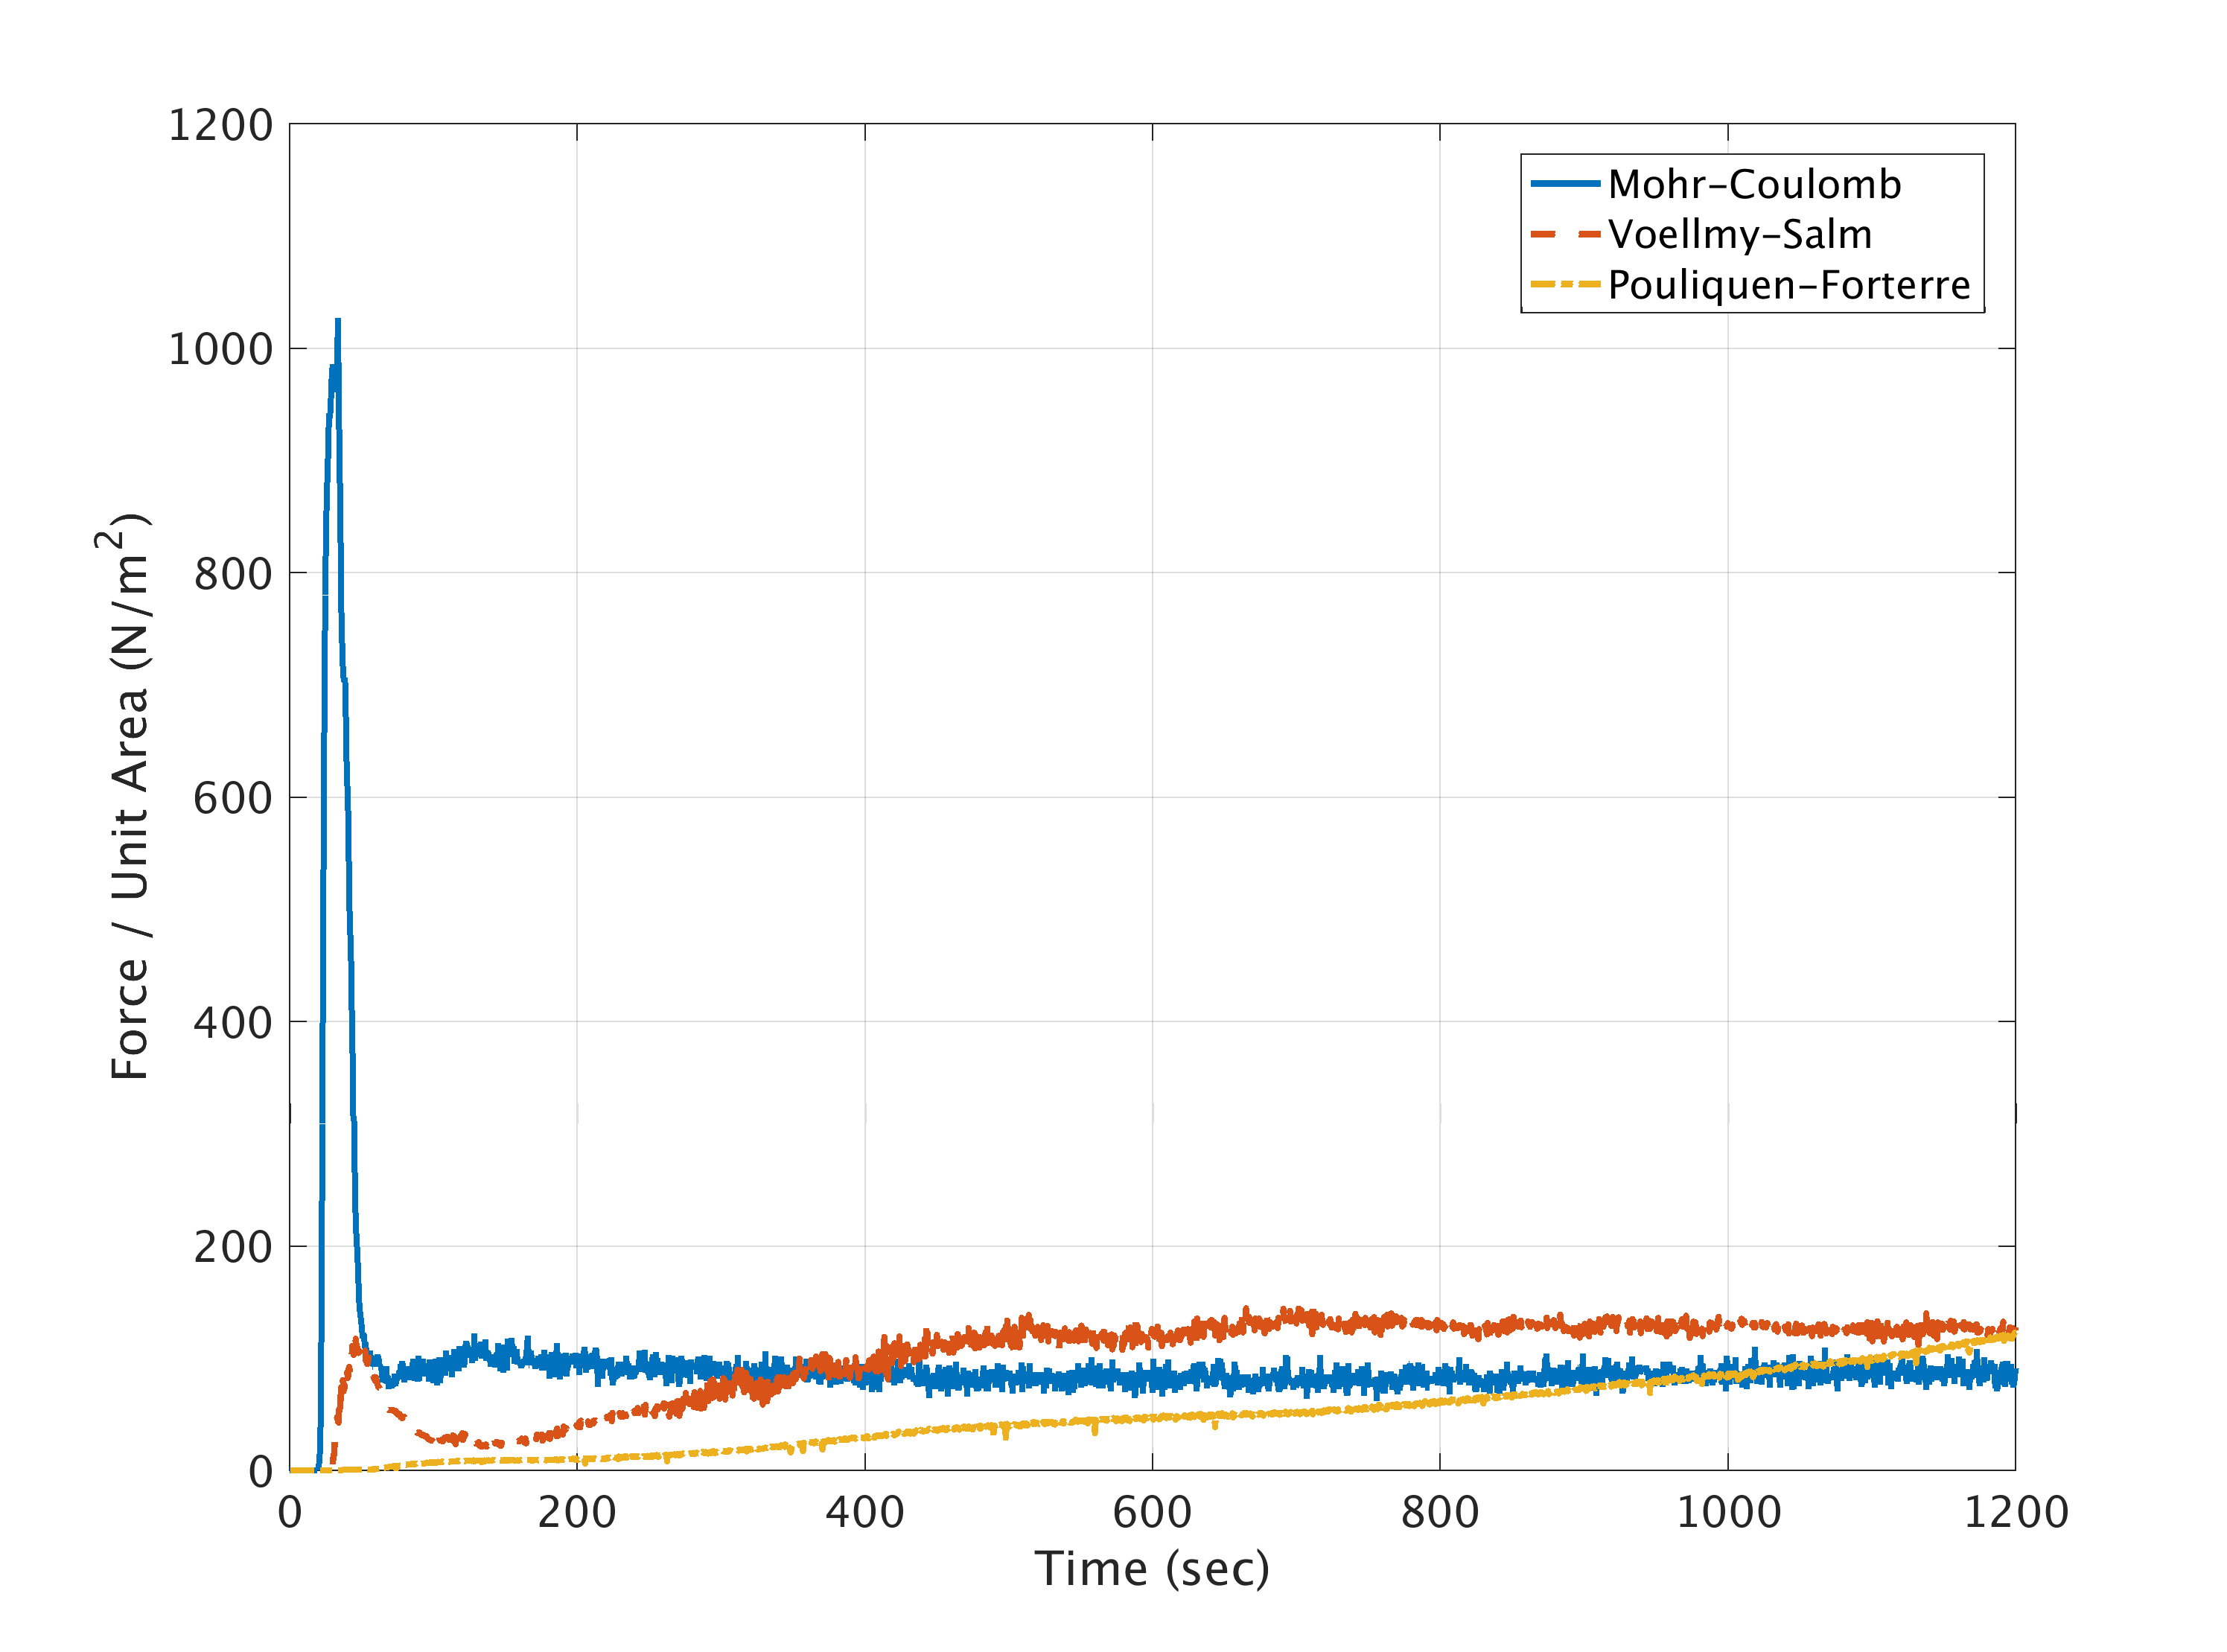 1200
1000
800
600
400
200
0
0 200 400 600 800 1000 1200
Force / Unit Area (N/m²)
Time (sec)
Mohr-Coulomb
Voellmy-Salm
Pouliquen-Forterre